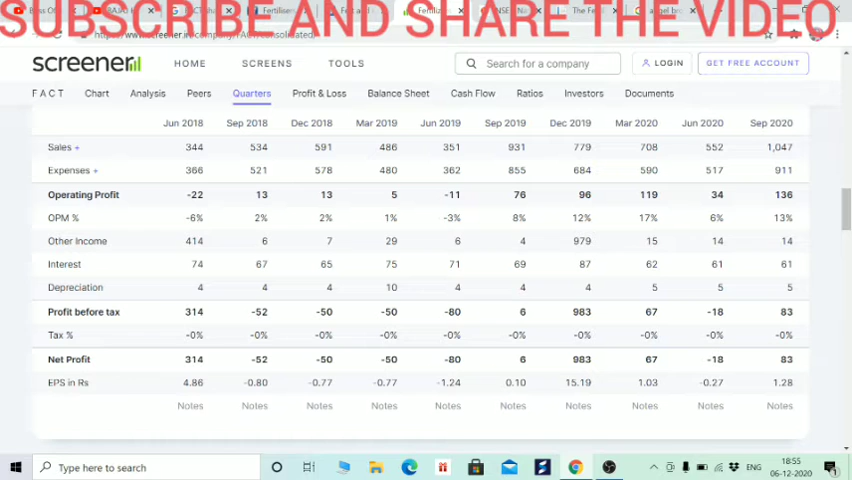 SUBSCRIBE AND SHARE THE VIDEO
screener
HOME SCREENS TOOLS Search for a company LOGIN GET FREE ACCOUNT
F A C T Chart Analysis Peers Quarters Profit & Loss Balance Sheet Cash Flow Ratios Investors Documents
Jun 2018 Sep 2018 Dec 2018 Mar 2019 Jun 2019 Sep 2019 Dec 2019 Mar 2020 Jun 2020 Sep 2020
Sales + 344 534 591 486 351 931 779 708 552 1,047
Expenses + 366 521 578 480 362 855 684 590 517 911
Operating Profit -22 13 13 5 -11 76 96 119 34 136
OPM % -6% 2% 2% 1% -3% 8% 12% 17% 6% 13%
Other Income 414 6 7 29 6 4 979 15 14 14
Interest 74 67 65 75 71 69 87 62 61 61
Depreciation 4 4 4 10 4 4 4 5 5 5
Profit before tax 314 -52 -50 -50 -80 6 983 67 -18 83
Tax % -0% -0% -0% -0% -0% -0% -0% -0% -0% -0%
Net Profit 314 -52 -50 -50 -80 6 983 67 -18 83
EPS in Rs 4.86 -0.80 -0.77 -0.77 -1.24 0.10 15.19 1.03 -0.27 1.28
Notes Notes Notes Notes Notes Notes Notes Notes Notes Notes
Type here to search ENG 18:55
06-12-2020